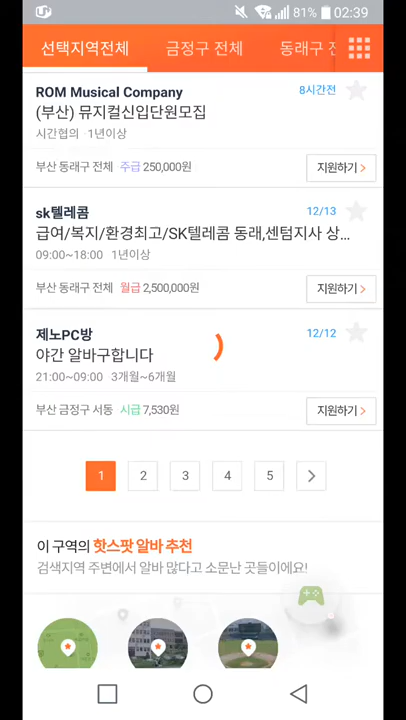 81% 02:39
선택지역전체 금정구 전체 동래구 전
ROM Musical Company 8시간전
(부산) 뮤지컬신입단원모집
시간협의 · 1년이상
부산 동래구 전체 주급 250,000원 지원하기 >
sk텔레콤 12/13
급여/복지/환경최고/SK텔레콤 동래,센텀지사 상...
09:00~18:00 1년이상
부산 동래구 전체 월급 2,500,000원 지원하기 >
제노PC방 12/12
야간 알바구합니다
21:00~09:00 3개월~6개월
부산 금정구 서동 시급 7,530원 지원하기 >
1 2 3 4 5 >
이 구역의 핫스팟 알바 추천
검색지역 주변에서 알바 많다고 소문난 곳들이에요!